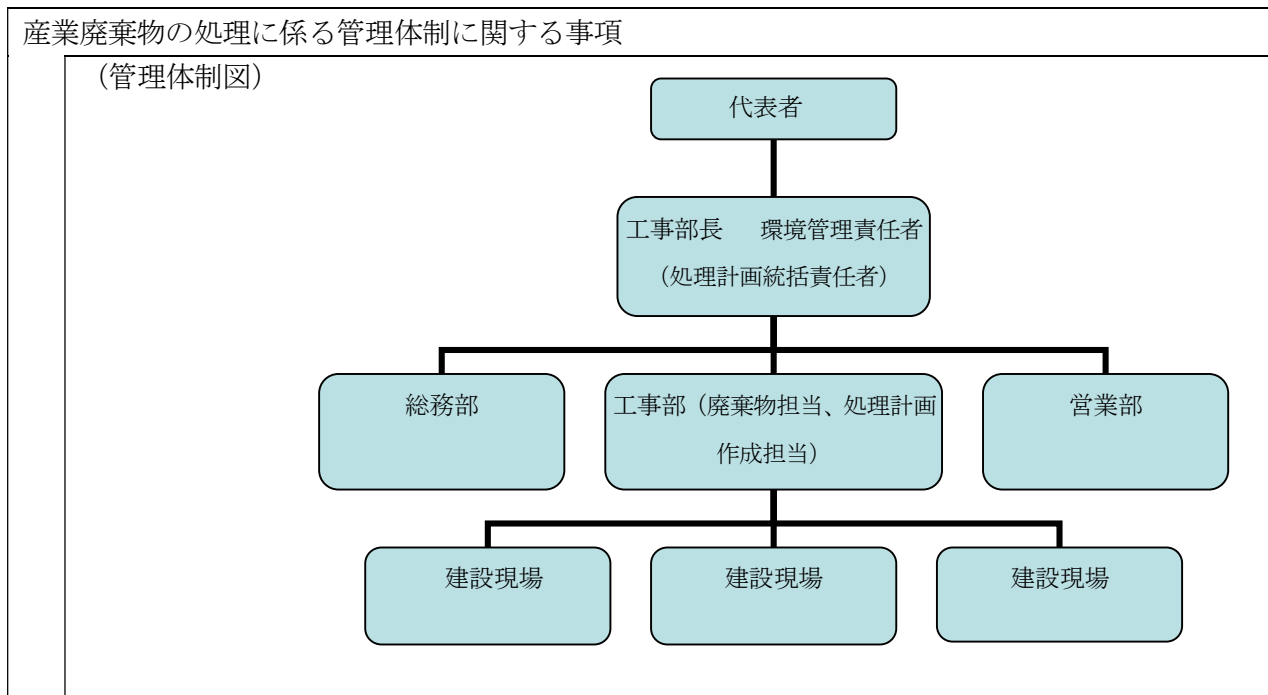 産業廃棄物の処理に係る管理体制に関する事項
（管理体制図）
代表者
工事部長　環境管理責任者
（処理計画統括責任者）
総務部
工事部（廃棄物担当、処理計画
作成担当）
営業部
建設現場
建設現場
建設現場